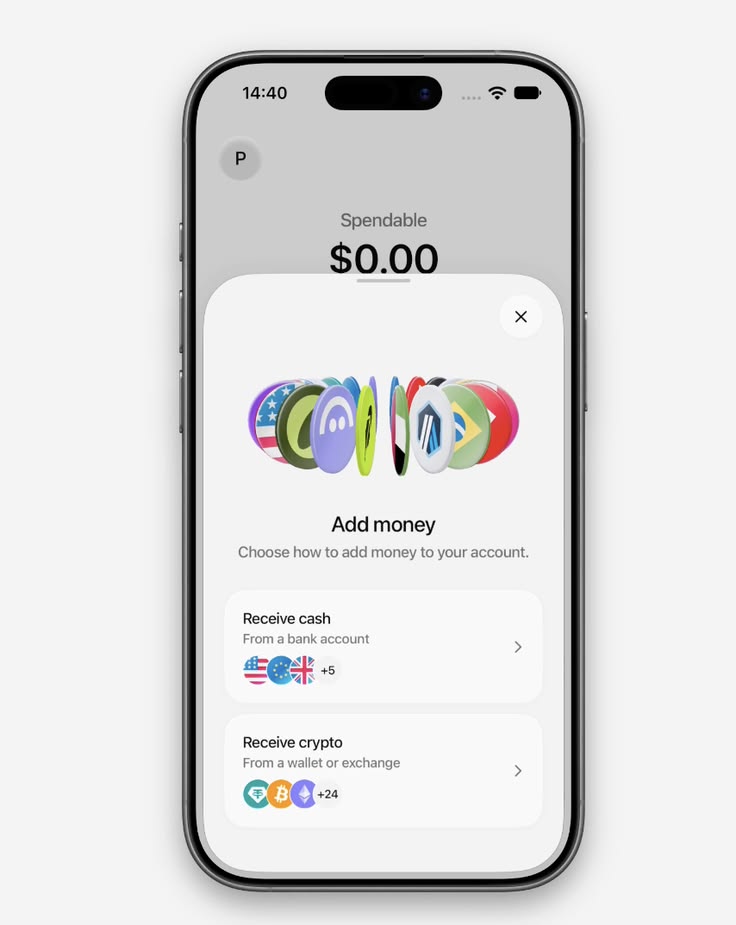 14:40
P
Spendable
$0.00
Add money
Choose how to add money to your account.
Receive cash
From a bank account
+5
Receive crypto
From a wallet or exchange
+24